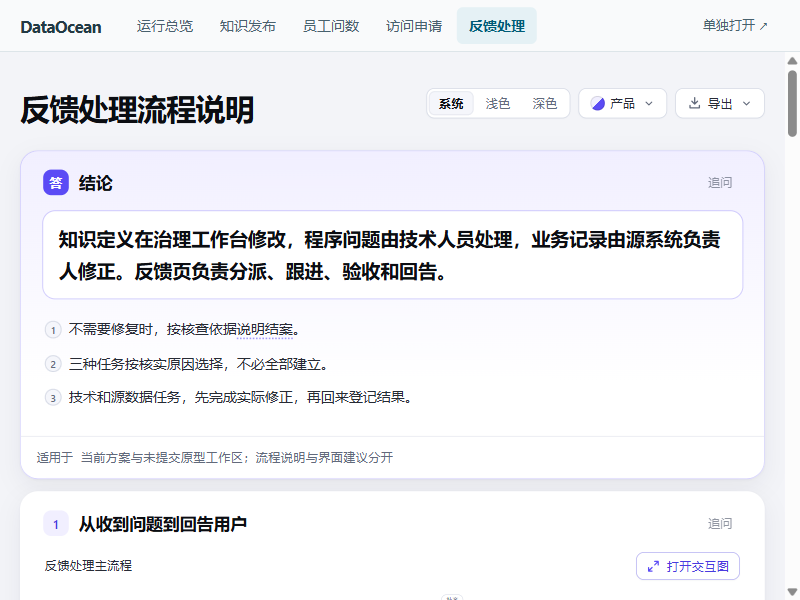 DataOcean 运行总览 知识发布 员工问数 访问申请 反馈处理 单独打开 ↗
反馈处理流程说明
系统 浅色 深色 产品 导出
答 结论 追问
知识定义在治理工作台修改，程序问题由技术人员处理，业务记录由源系统负责
人修正。反馈页负责分派、跟进、验收和回告。
1 不需要修复时，按核查依据说明结案。
2 三种任务按核实原因选择，不必全部建立。
3 技术和源数据任务，先完成实际修正，再回来登记结果。
适用于 当前方案与未提交原型工作区；流程说明与界面建议分开
1 从收到问题到回告用户 追问
反馈处理主流程 打开交互图